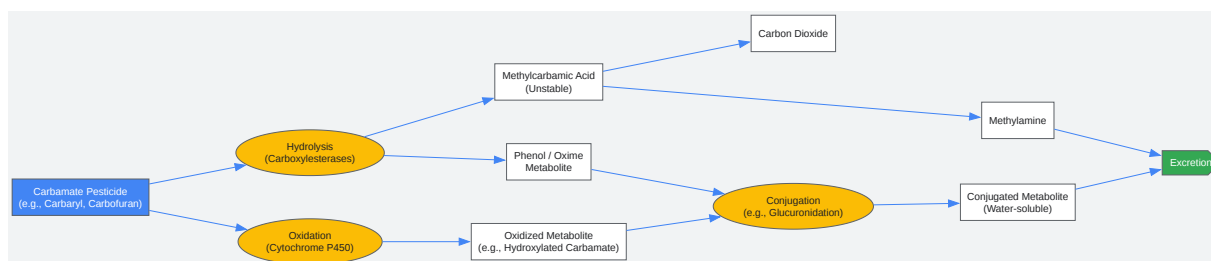 Carbon Dioxide
Methylcarbamic Acid
(Unstable)
Methylamine
Hydrolysis
(Carboxylesterases)
Phenol / Oxime
Metabolite
Excretion
Carbamate Pesticide
(e.g., Carbaryl, Carbofuran)
Conjugation
(e.g., Glucuronidation)
Conjugated Metabolite
(Water-soluble)
Oxidation
(Cytochrome P450)
Oxidized Metabolite
(e.g., Hydroxylated Carbamate)